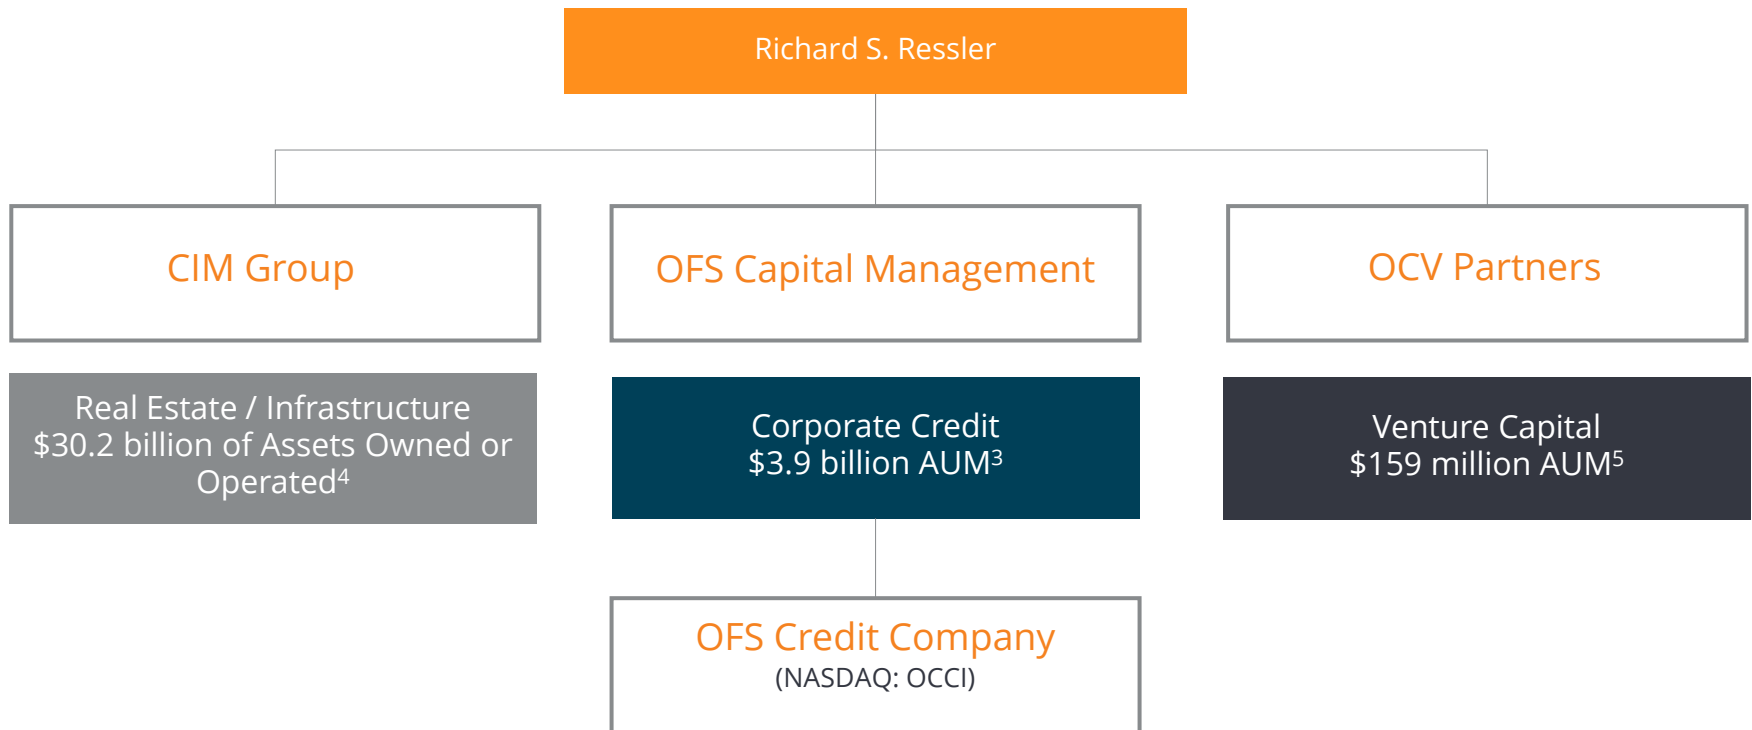 Richard S. Ressler
CIM Group
OFS Capital Management
OCV Partners
Real Estate / Infrastructure
$30.2 billion of Assets Owned or
Operated⁴
Corporate Credit
$3.9 billion AUM³
Venture Capital
$159 million AUM⁵
OFS Credit Company
(NASDAQ: OCCI)